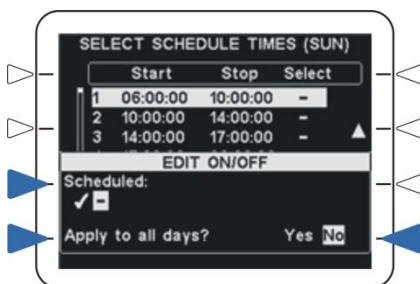 SELECT SCHEDULE TIMES (SUN)
Start Stop Select
1 06:00:00 10:00:00 -
2 10:00:00 14:00:00 -
3 14:00:00 17:00:00 -
EDIT ON/OFF
Scheduled:
✓ -
Apply to all days? Yes No